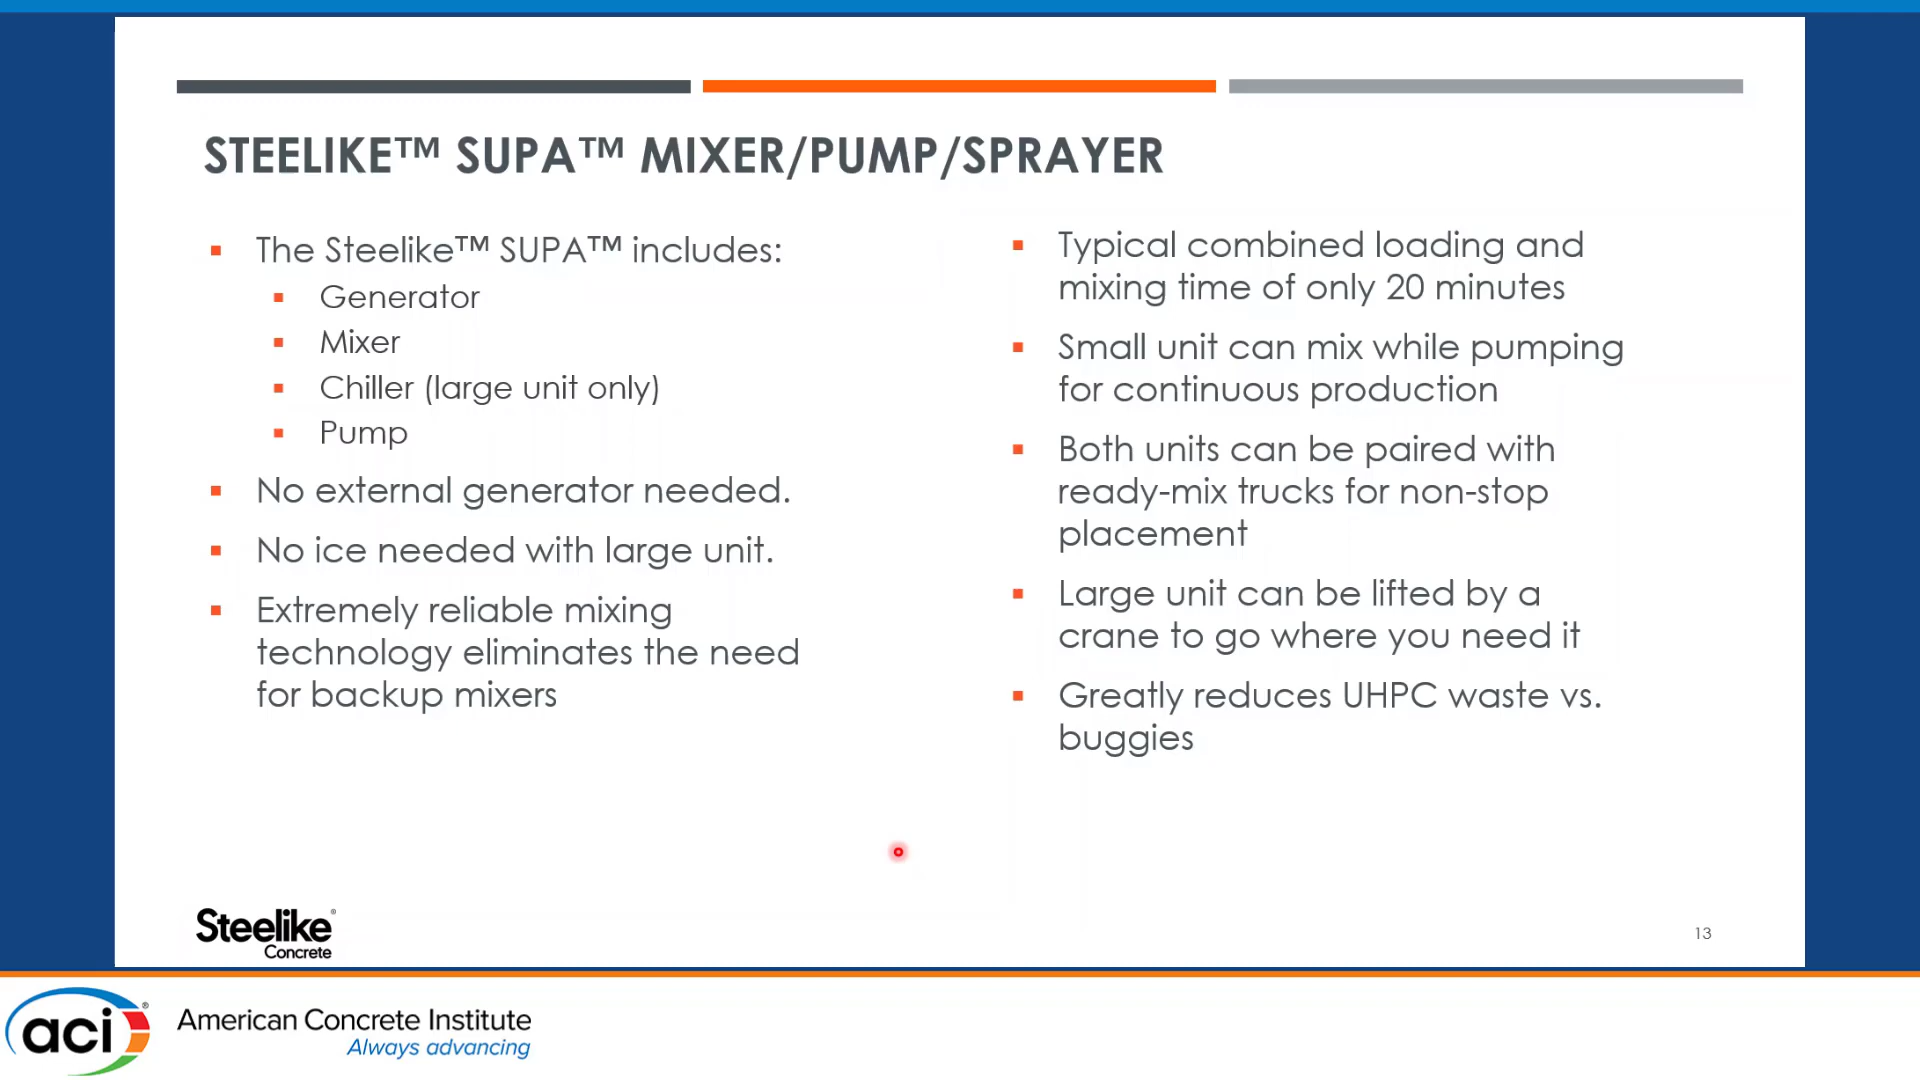 STEELIKE™ SUPA™ MIXER/PUMP/SPRAYER
The Steelike™ SUPA™ includes:
Generator
Mixer
Chiller (large unit only)
Pump
No external generator needed.
No ice needed with large unit.
Extremely reliable mixing
technology eliminates the need
for backup mixers
Typical combined loading and
mixing time of only 20 minutes
Small unit can mix while pumping
for continuous production
Both units can be paired with
ready-mix trucks for non-stop
placement
Large unit can be lifted by a
crane to go where you need it
Greatly reduces UHPC waste vs.
buggies
Steelike®
Concrete
13
aci®
American Concrete Institute
Always advancing